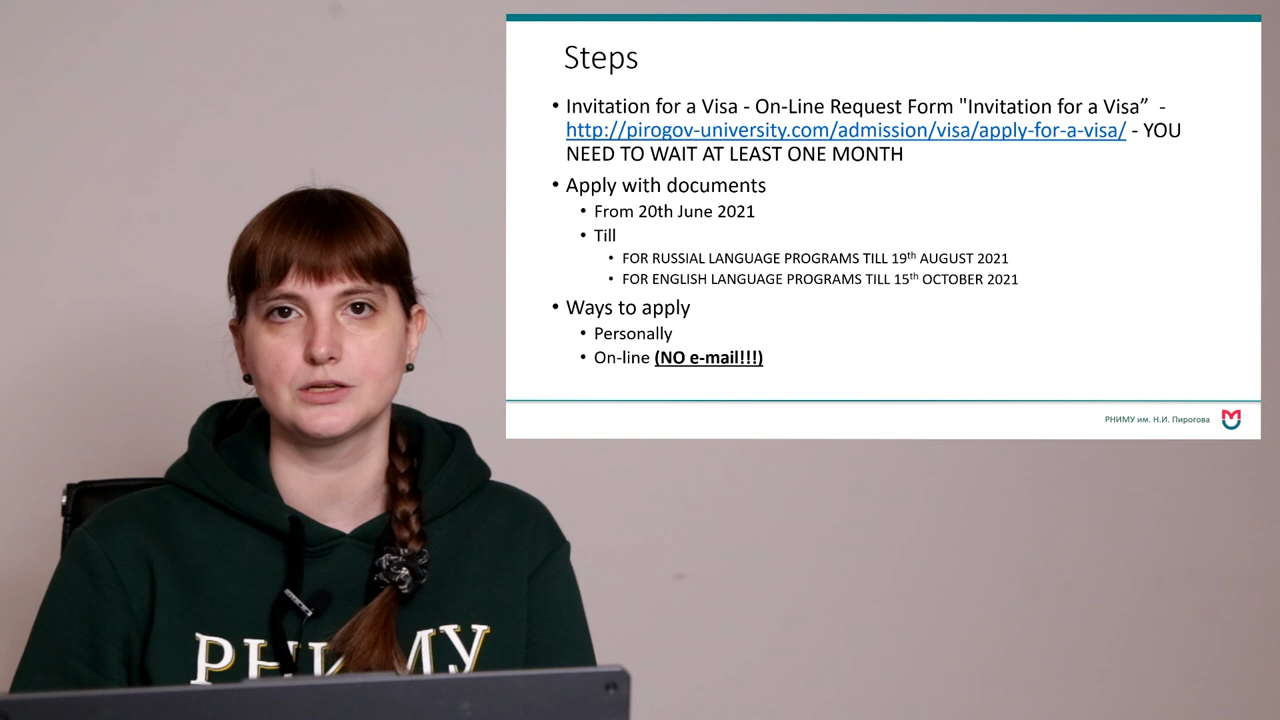 Steps
• Invitation for a Visa - On-Line Request Form "Invitation for a Visa” -
http://pirogov-university.com/admission/visa/apply-for-a-visa/ - YOU
NEED TO WAIT AT LEAST ONE MONTH
• Apply with documents
• From 20th June 2021
• Till
• FOR RUSSIAL LANGUAGE PROGRAMS TILL 19th AUGUST 2021
• FOR ENGLISH LANGUAGE PROGRAMS TILL 15th OCTOBER 2021
• Ways to apply
• Personally
• On-line (NO e-mail!!!)
РНИМУ им. Н.И. Пирогова
РНИМУ